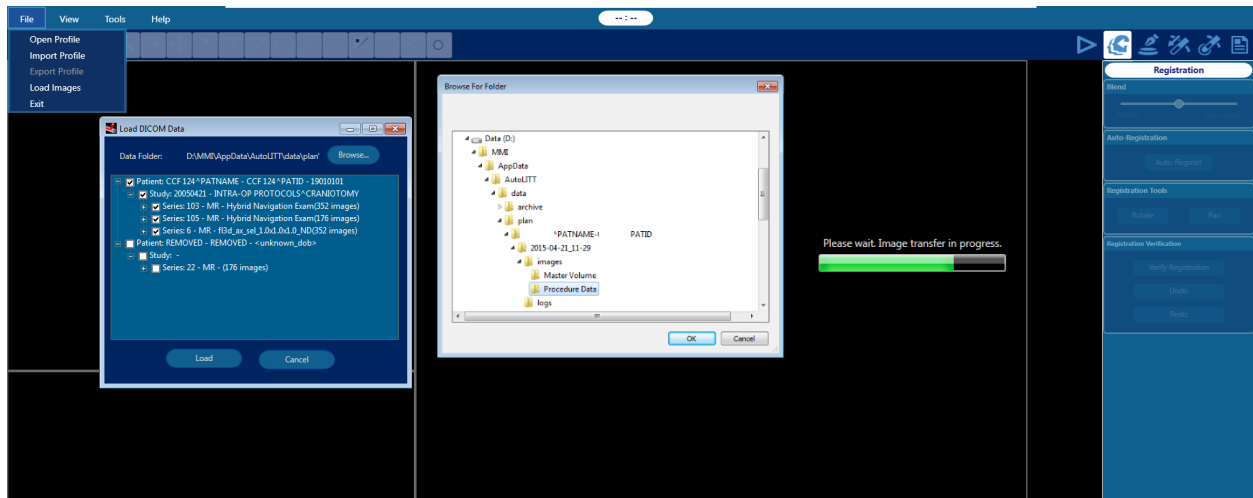 File View Tools Help -- : --
Open Profile
Import Profile
Export Profile
Load Images
Exit
Load DICOM Data
Data Folder: D:\MMI\AppData\AutoLITT\data\plan' Browse...
Patient: CCF124^PATNAME - CCF124^PATID - 19010101
Study: 20050421 - INTRA-OP PROTOCOLS^CRANIOTOMY
Series: 103 - MR - Hybrid Navigation Exam(352 images)
Series: 105 - MR - Hybrid Navigation Exam(176 images)
Series: 6 - MR - fl3d_ax_sel_1.0x1.0x1.0_ND(352 images)
Patient: REMOVED - REMOVED - <unknown_dob>
Study: -
Series: 22 - MR - (176 images)
Load Cancel
Browse For Folder
Data (D:)
MMI
AppData
AutoLITT
data
archive
plan
^PATNAME-( PATID
2015-04-21_11-29
images
Master Volume
Procedure Data
logs
OK Cancel
Please wait. Image transfer in progress.
Registration
Blend
Auto-Registration
Auto-Register
Registration Tools
Rotate Pan
Registration Verification
Verify Registration
Undo
Redo